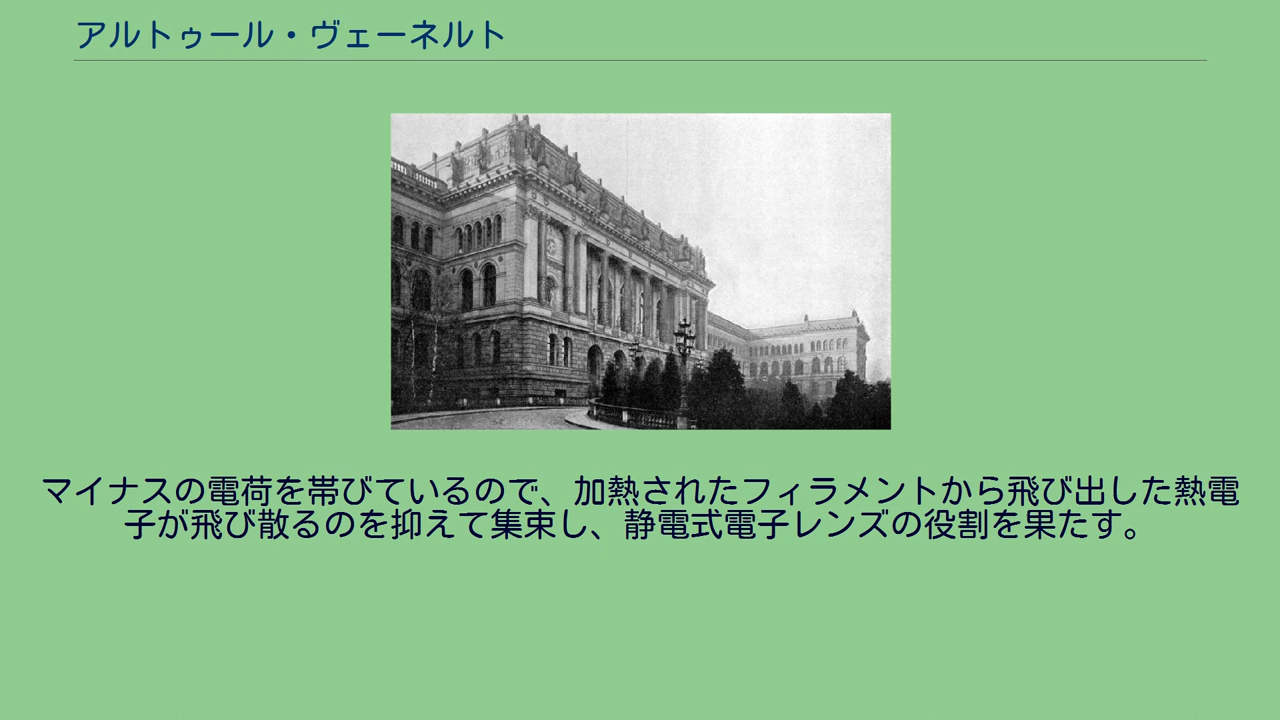 アルトゥール・ヴェーネルト
マイナスの電荷を帯びているので、加熱されたフィラメントから飛び出した熱電
子が飛び散るのを抑えて集束し、静電式電子レンズの役割を果たす。